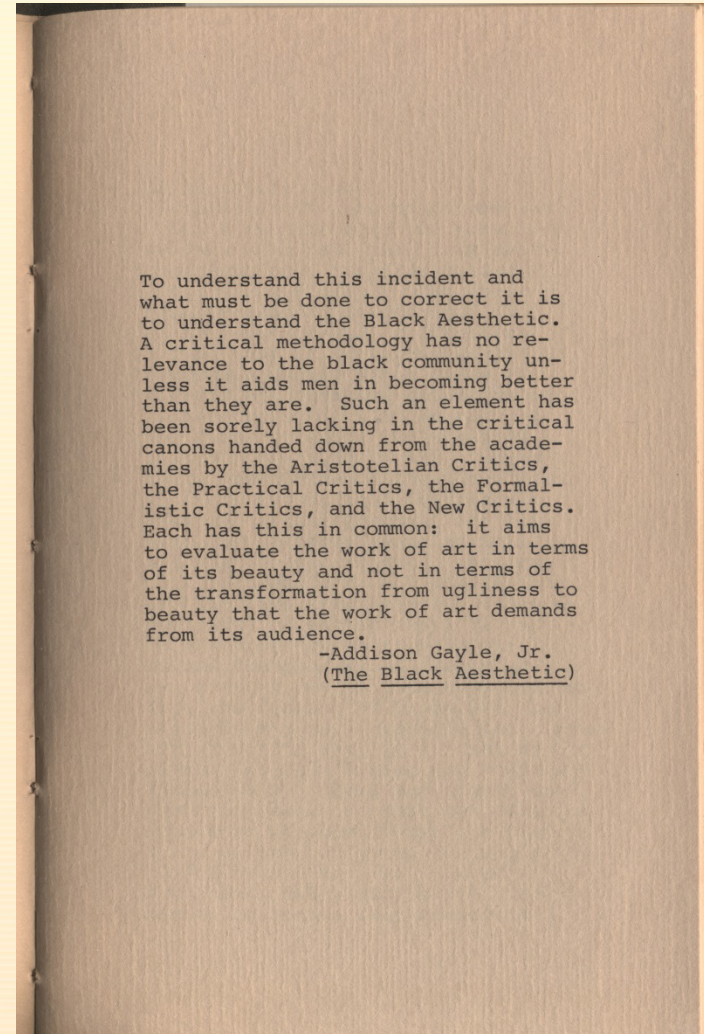 To understand this incident and
what must be done to correct it is
to understand the Black Aesthetic.
A critical methodology has no re-
levance to the black community un-
less it aids men in becoming better
than they are.  Such an element has
been sorely lacking in the critical
canons handed down from the acade-
mies by the Aristotelian Critics,
the Practical Critics, the Formal-
istic Critics, and the New Critics.
Each has this in common:  it aims
to evaluate the work of art in terms
of its beauty and not in terms of
the transformation from ugliness to
beauty that the work of art demands
from its audience.
-Addison Gayle, Jr.
(The Black Aesthetic)